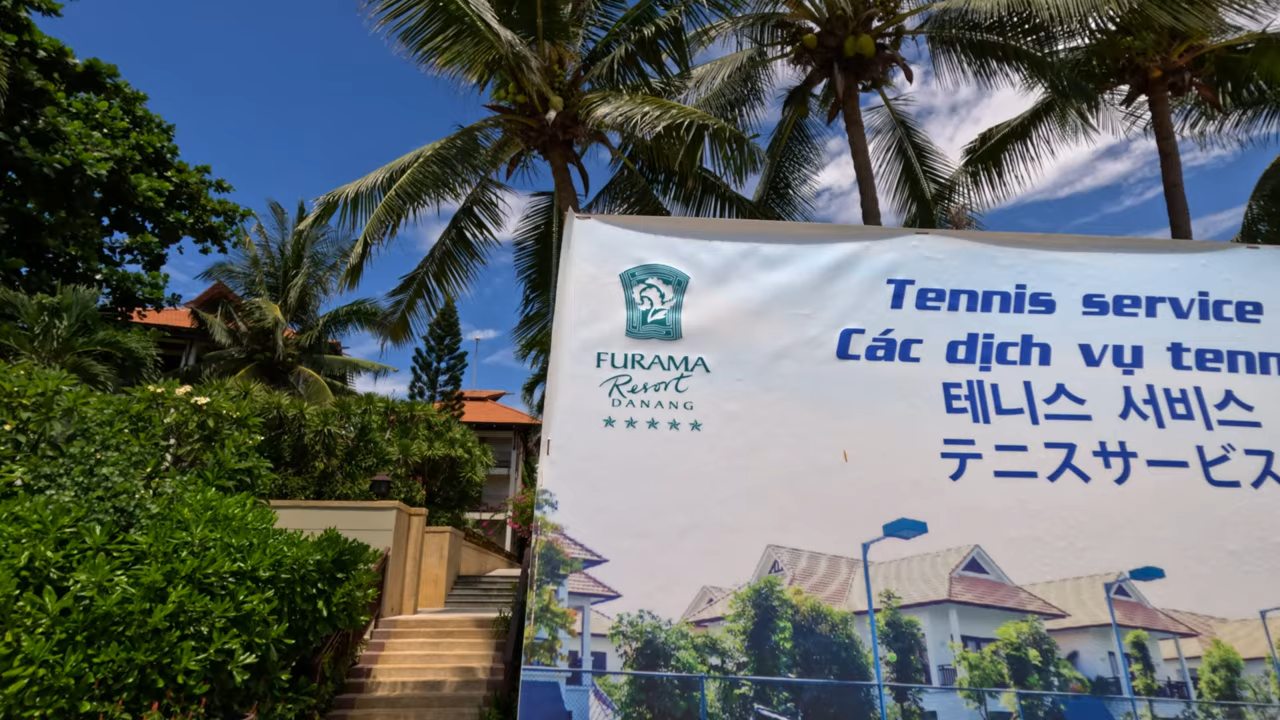 FURAMA
Resort
DANANG
Tennis service
Các dịch vụ tenn
테니스 서비스
テニスサービス